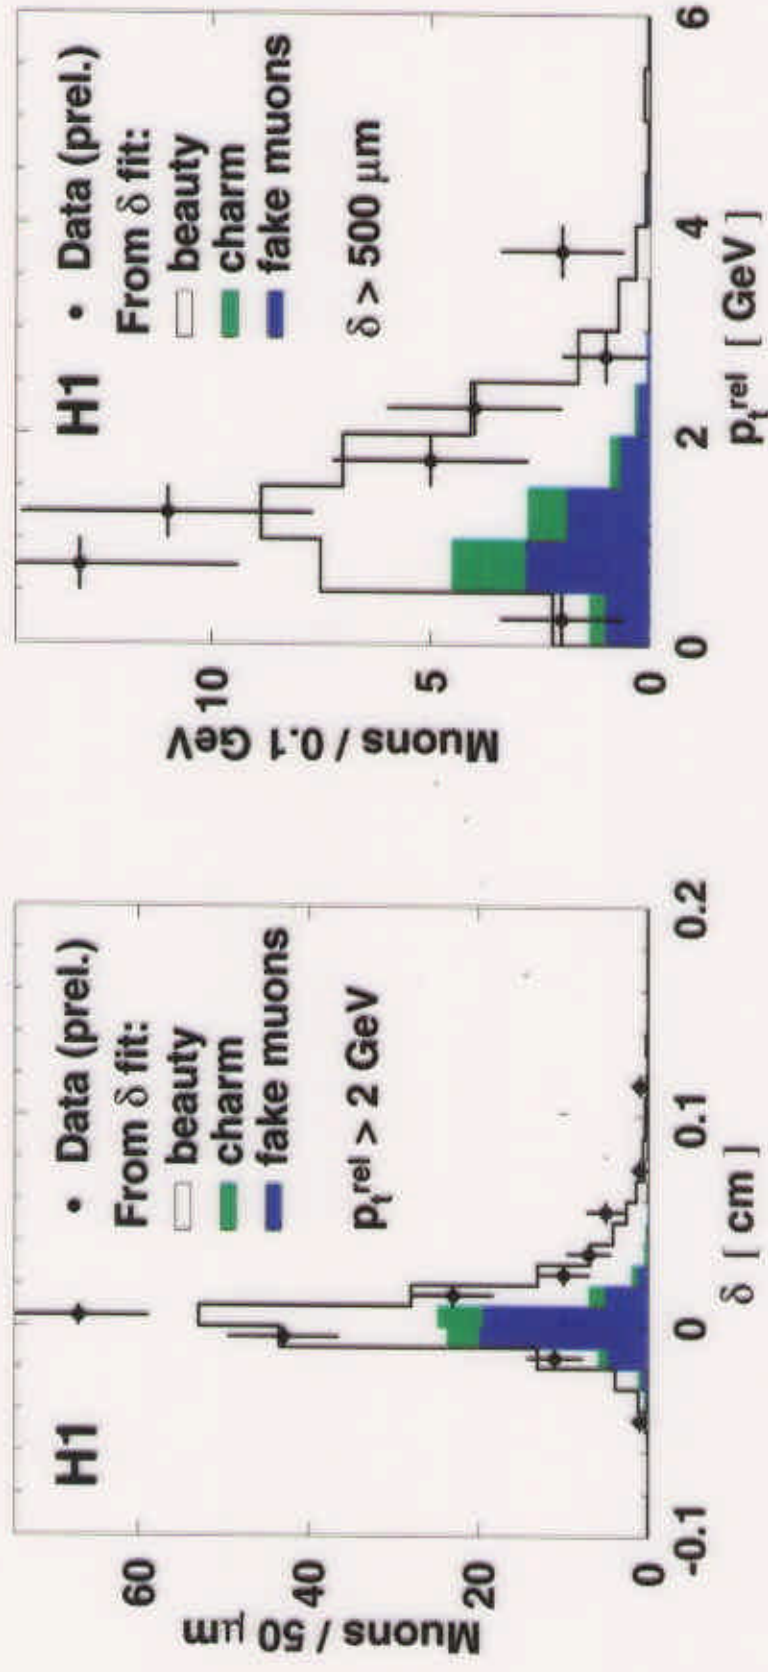 H1
Data (prel.)
From δ fit:
beauty
charm
fake muons
p_t^rel > 2 GeV
60
40
20
0
Muons / 50 µm
-0.1
0
0.1
0.2
δ [ cm ]
H1
Data (prel.)
From δ fit:
beauty
charm
fake muons
δ > 500 µm
10
5
0
Muons / 0.1 GeV
0
2
4
6
p_t^rel [ GeV ]